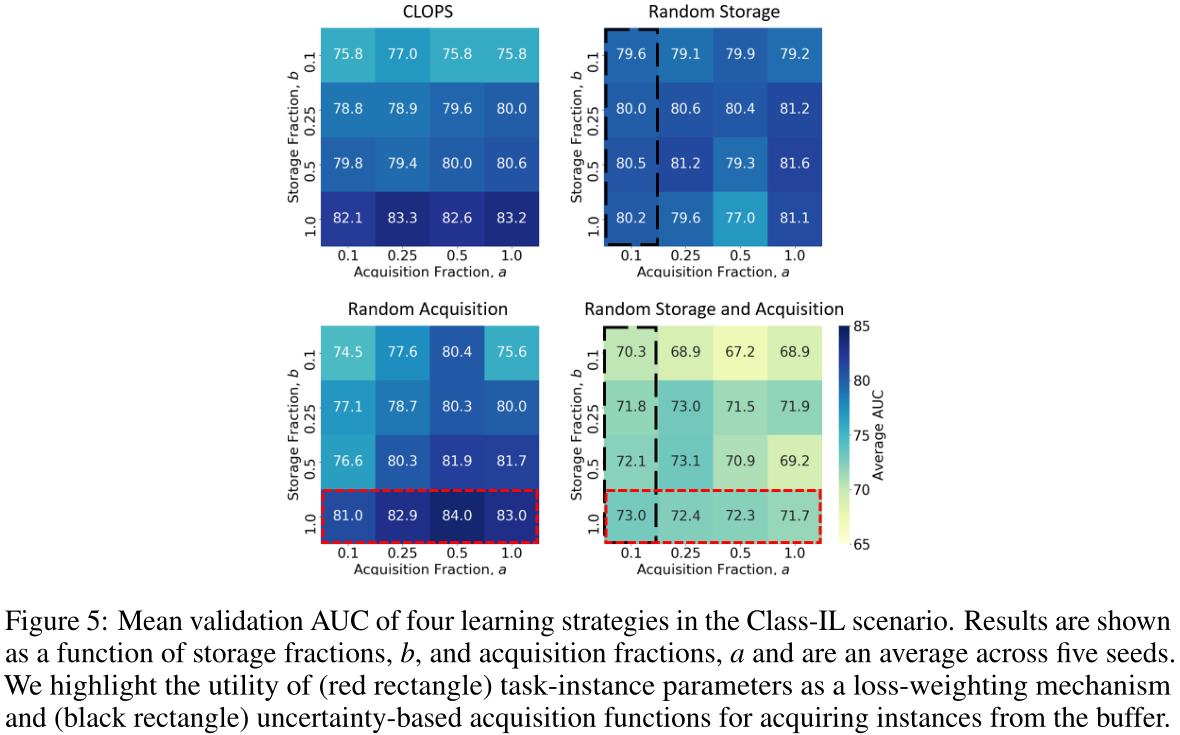 CLOPS
Random Storage
Storage Fraction, b
0.1
75.8 77.0 75.8 75.8
0.25
78.8 78.9 79.6 80.0
0.5
79.8 79.4 80.0 80.6
1.0
82.1 83.3 82.6 83.2
0.1 0.25 0.5 1.0
Acquisition Fraction, a
Storage Fraction, b
0.1
79.6 79.1 79.9 79.2
0.25
80.0 80.6 80.4 81.2
0.5
80.5 81.2 79.3 81.6
1.0
80.2 79.6 77.0 81.1
0.1 0.25 0.5 1.0
Acquisition Fraction, a
Random Acquisition
Random Storage and Acquisition
Storage Fraction, b
0.1
74.5 77.6 80.4 75.6
0.25
77.1 78.7 80.3 80.0
0.5
76.6 80.3 81.9 81.7
1.0
81.0 82.9 84.0 83.0
0.1 0.25 0.5 1.0
Acquisition Fraction, a
Storage Fraction, b
0.1
70.3 68.9 67.2 68.9
0.25
71.8 73.0 71.5 71.9
0.5
72.1 73.1 70.9 69.2
1.0
73.0 72.4 72.3 71.7
0.1 0.25 0.5 1.0
Acquisition Fraction, a
85
80
75
70
65
Average AUC
Figure 5: Mean validation AUC of four learning strategies in the Class-IL scenario. Results are shown
as a function of storage fractions, b, and acquisition fractions, a and are an average across five seeds.
We highlight the utility of (red rectangle) task-instance parameters as a loss-weighting mechanism
and (black rectangle) uncertainty-based acquisition functions for acquiring instances from the buffer.